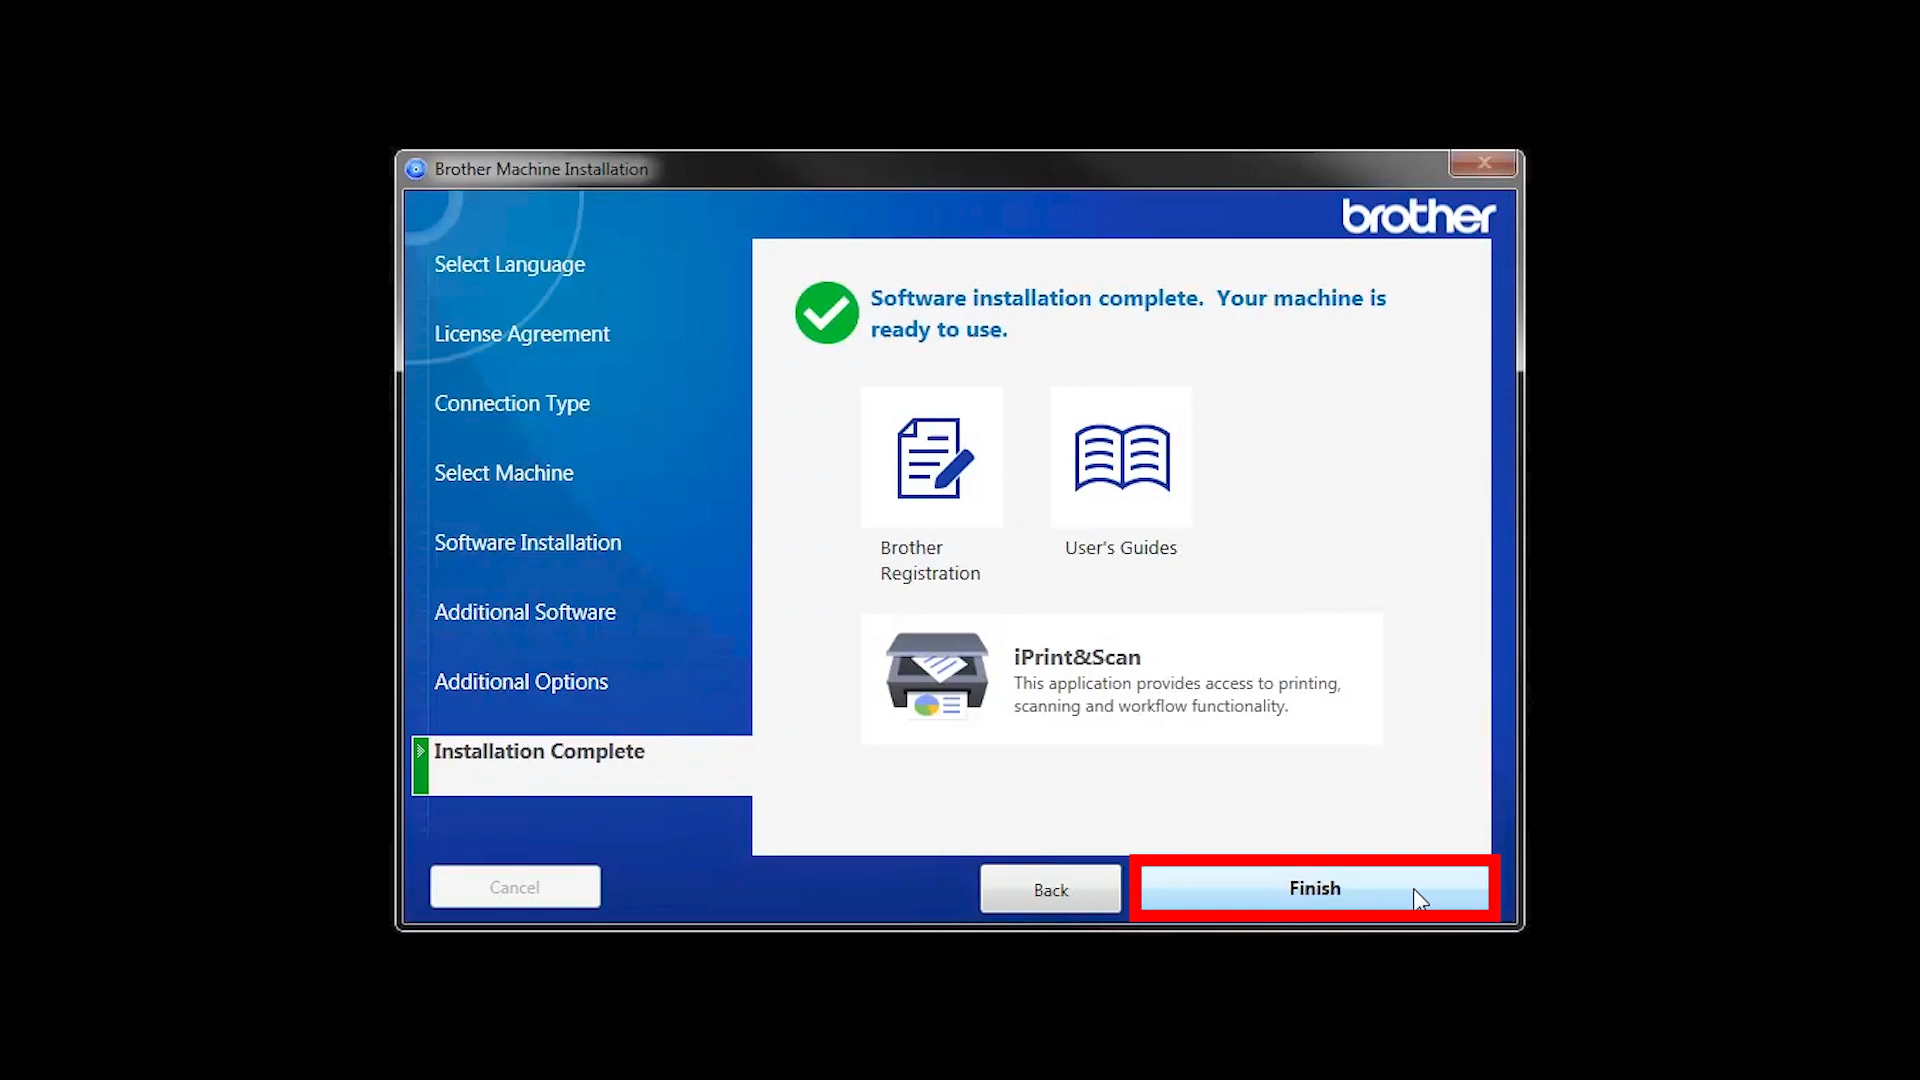 Brother Machine Installation
brother
Select Language
License Agreement
Connection Type
Select Machine
Software Installation
Additional Software
Additional Options
Installation Complete
Software installation complete. Your machine is
ready to use.
Brother
Registration
User's Guides
iPrint&Scan
This application provides access to printing,
scanning and workflow functionality.
Cancel
Back
Finish